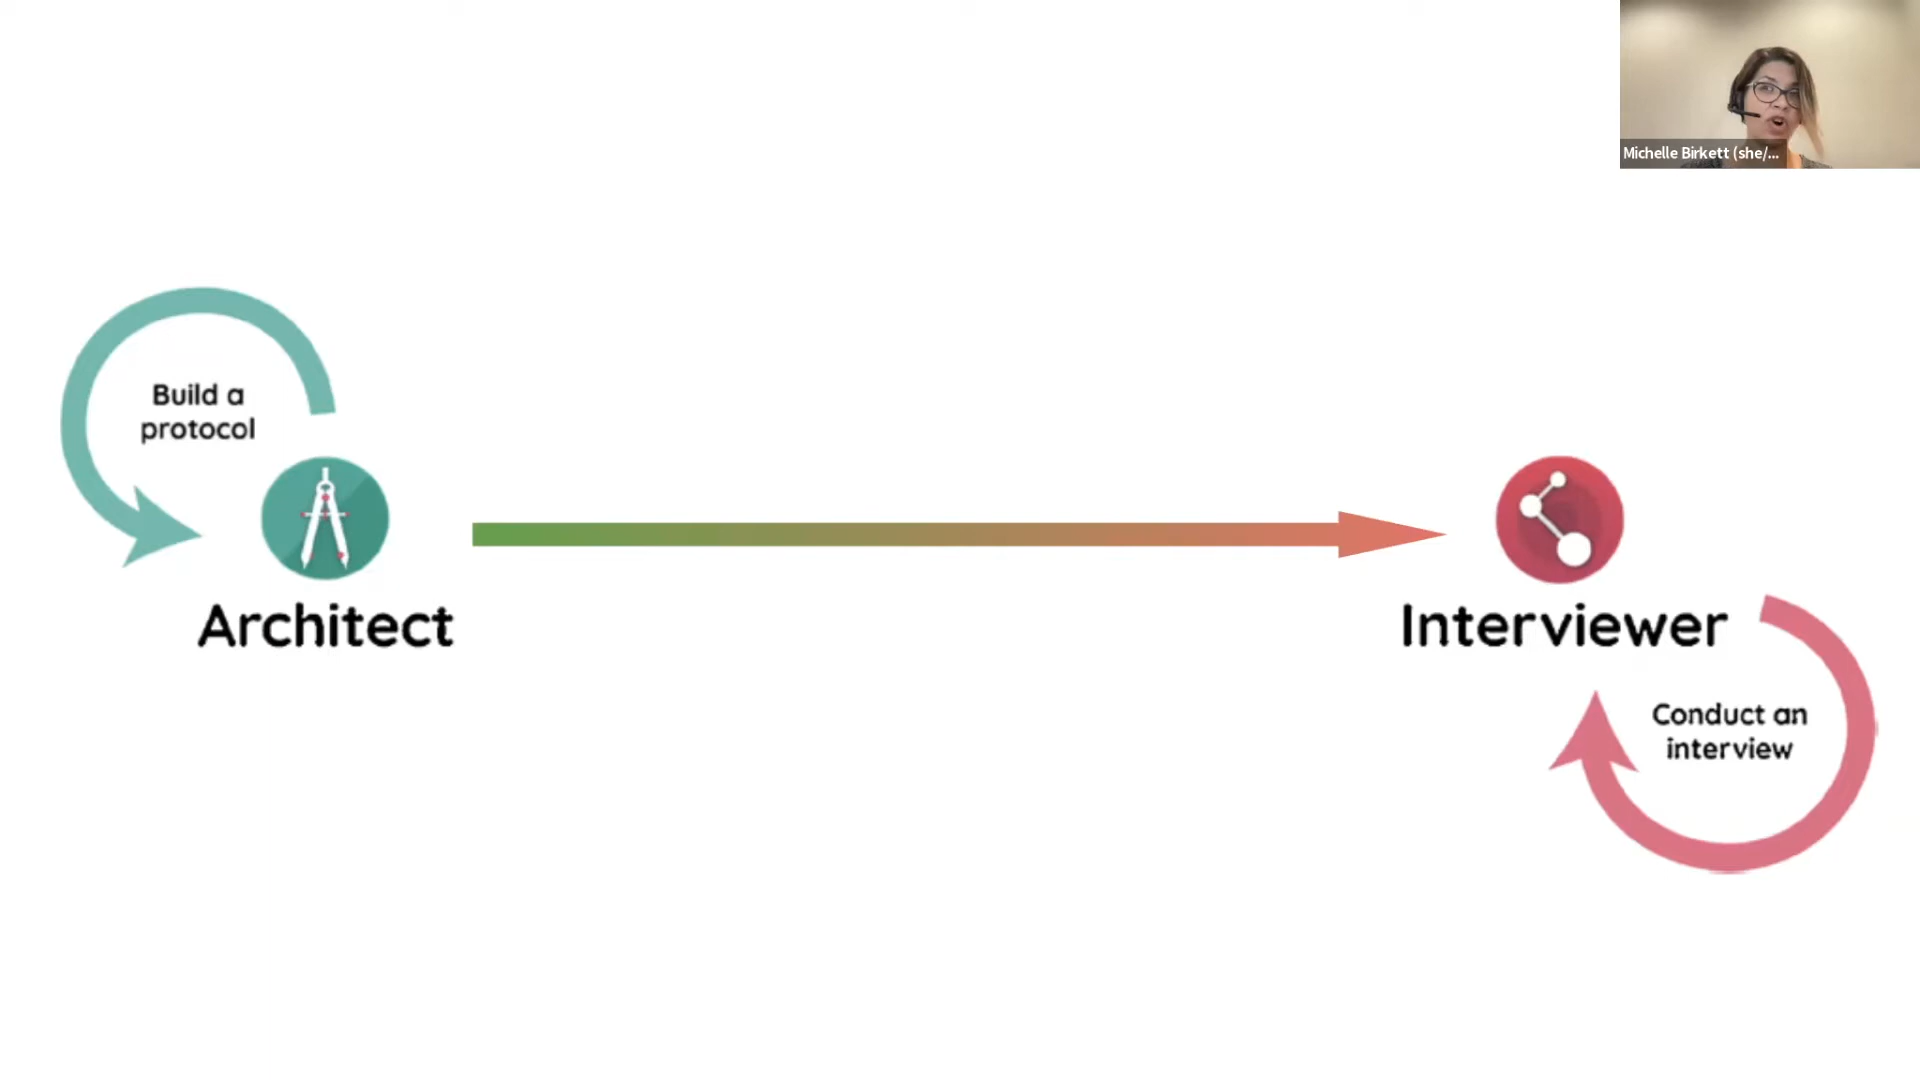 Michelle Birkett (she/...
Build a
protocol
Architect
Interviewer
Conduct an
interview